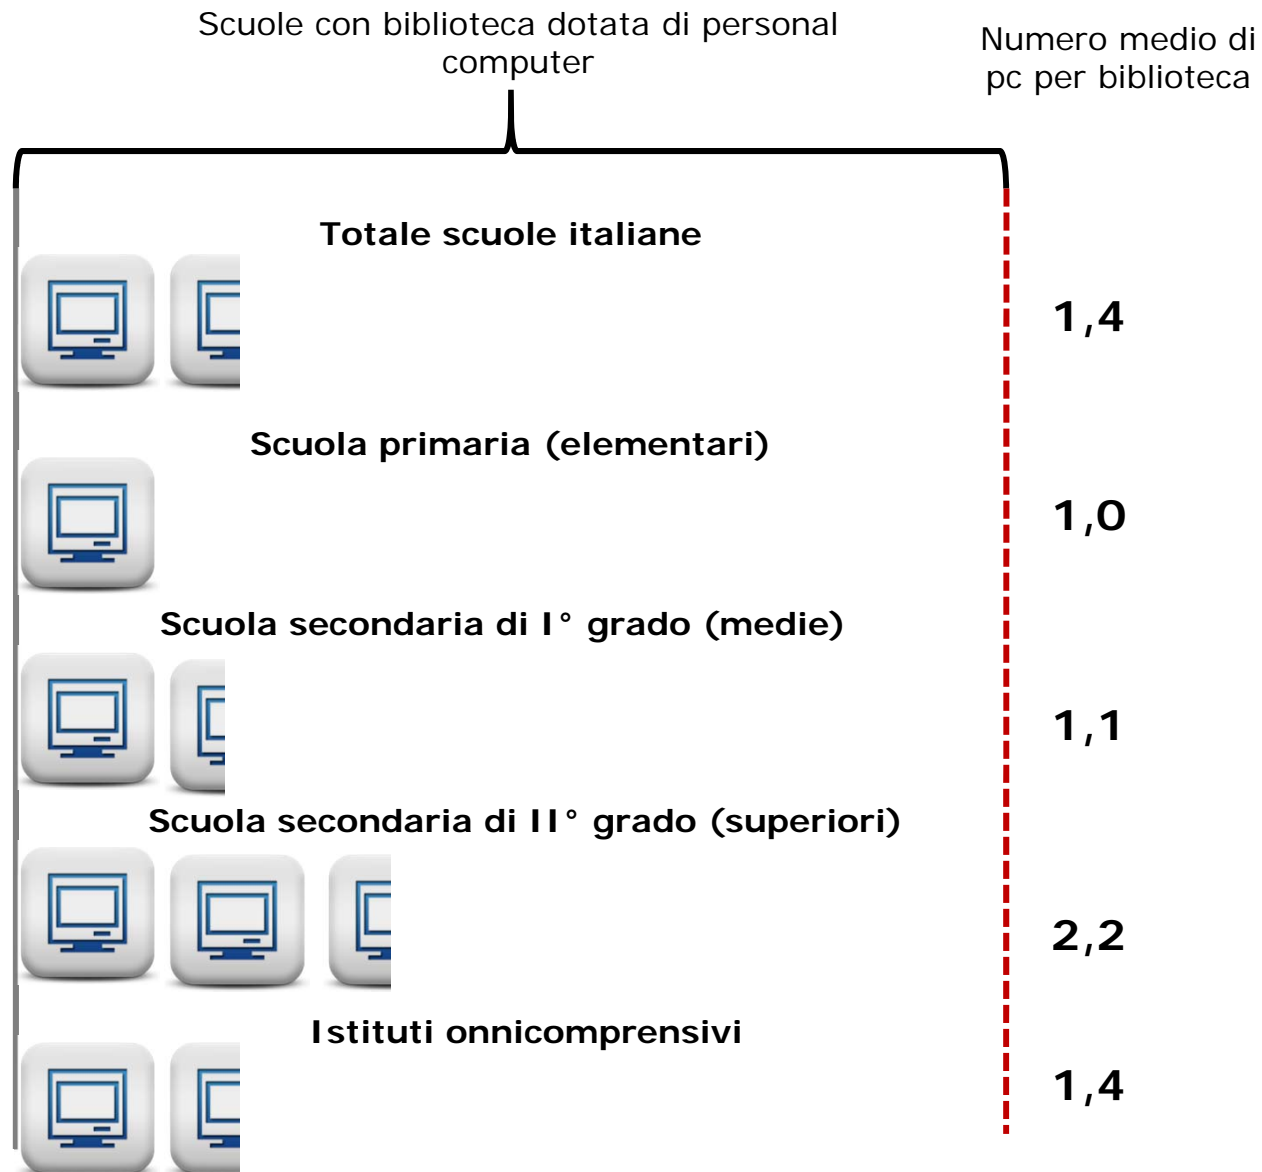 Scuole con biblioteca dotata di personal
computer
Numero medio di
pc per biblioteca
Totale scuole italiane
1,4
Scuola primaria (elementari)
1,0
Scuola secondaria di I° grado (medie)
1,1
Scuola secondaria di II° grado (superiori)
2,2
Istituti onnicomprensivi
1,4